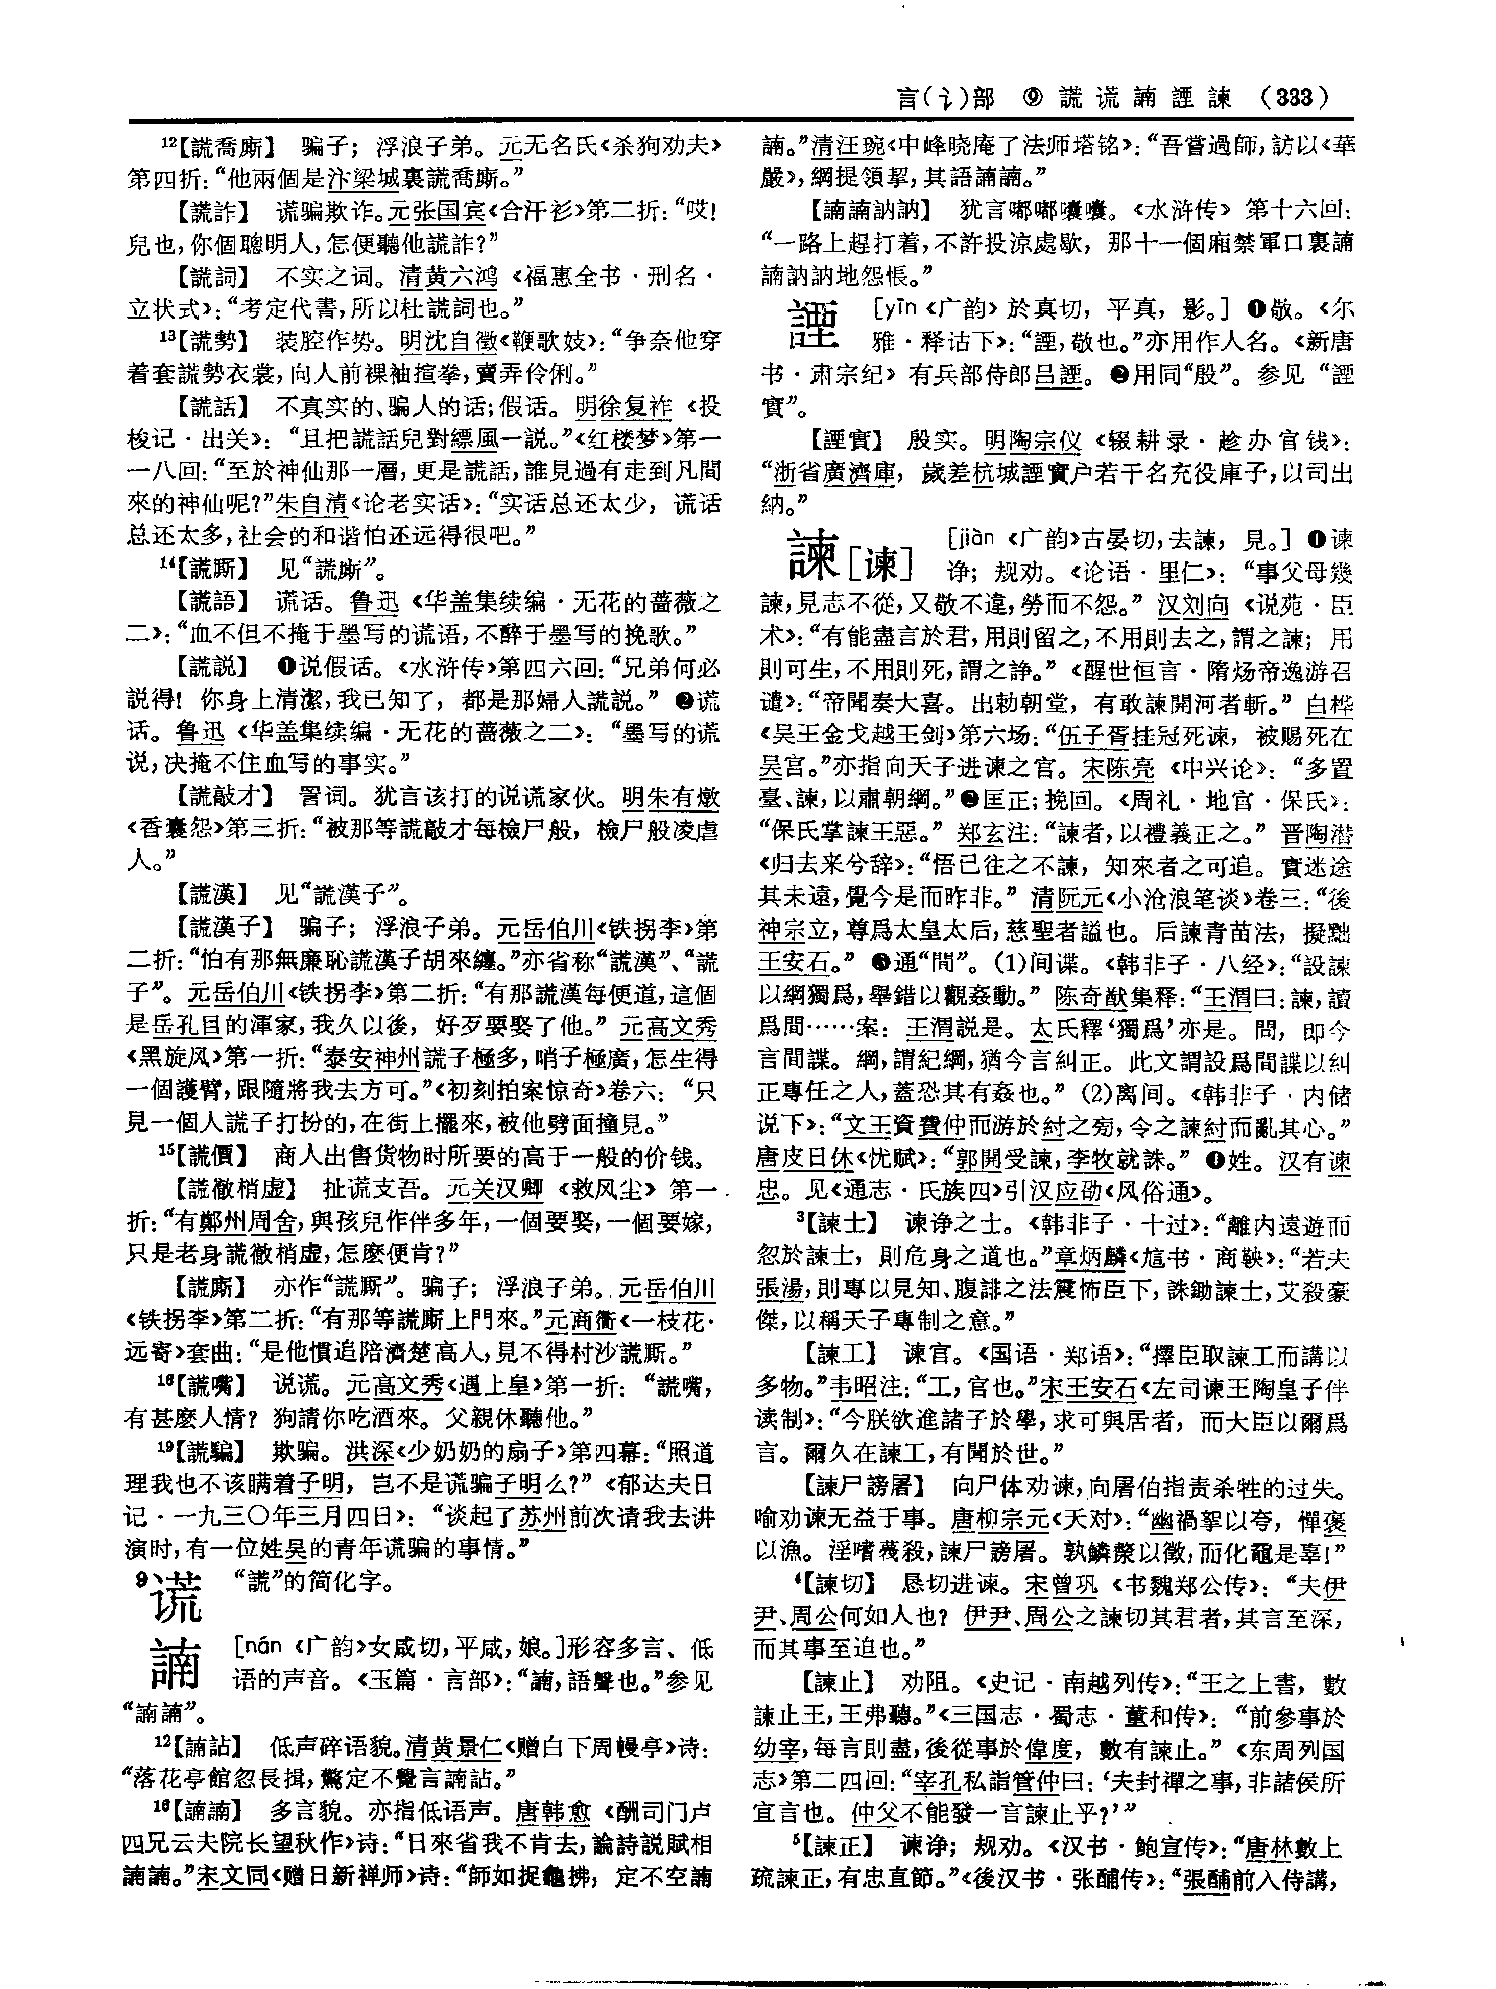 言(讠)部 ⑨ 謊谎諵諲諫 (333)
¹²【謊喬廝】 骗子；浮浪子弟。元无名氏《杀狗劝夫》
第四折：“他兩個是汴梁城裏謊喬廝。”
【謊詐】 谎骗欺诈。元张国宾《合汗衫》第二折：“哎！
兒也，你個聰明人，怎便聽他謊詐？”
【謊詞】 不实之词。清黄六鸿《福惠全书·刑名·
立状式》：“考定代書，所以杜謊詞也。”
¹³【謊勢】 装腔作势。明沈自徵《鞭歌妓》：“争奈他穿
着套謊勢衣裳，向人前裸袖揎拳，賣弄伶俐。”
【謊話】 不真实的、骗人的话；假话。明徐复祚《投
梭记·出关》：“且把謊話兒對縹風一説。”《红楼梦》第一
一八回：“至於神仙那一層，更是謊話，誰見過有走到凡間
來的神仙呢？”朱自清《论老实话》：“实话总还太少，谎话
总还太多，社会的和谐怕还远得很吧。”
¹⁴【謊厮】 见“謊廝”。
【謊語】 谎话。鲁迅《华盖集续编·无花的蔷薇之
二》：“血不但不掩于墨写的谎语，不醉于墨写的挽歌。”
【謊説】 ❶说假话。《水浒传》第四六回：“兄弟何必
説得！你身上清潔，我已知了，都是那婦人謊説。” ❷谎
话。鲁迅《华盖集续编·无花的蔷薇之二》：“墨写的谎
说，决掩不住血写的事实。”
【謊敲才】 詈词。犹言该打的说谎家伙。明朱有燉
《香囊怨》第三折：“被那等謊敲才每檢尸般，檢尸般凌虐
人。”
【謊漢】 见“謊漢子”。
【謊漢子】 骗子；浮浪子弟。元岳伯川《铁拐李》第
二折：“怕有那無廉恥謊漢子胡來纏。”亦省称“謊漢”、“謊
子”。元岳伯川《铁拐李》第二折：“有那謊漢每便道，這個
是岳孔目的渾家，我久以後，好歹要娶了他。”元高文秀
《黑旋风》第一折：“泰安神州謊子極多，哨子極廣，怎生得
一個護臂，跟隨將我去方可。”《初刻拍案惊奇》卷六：“只
見一個人謊子打扮的，在街上擺來，被他劈面撞見。”
¹⁵【謊價】 商人出售货物时所要的高于一般的价钱。
【謊徹梢虚】 扯谎支吾。元关汉卿《救风尘》第一
折：“有鄭州周舍，與孩兒作伴多年，一個要娶，一個要嫁，
只是老身謊徹梢虚，怎麽便肯？”
【謊廝】 亦作“謊厮”。骗子；浮浪子弟。元岳伯川
《铁拐李》第二折：“有那等謊廝上門來。”元商衢《一枝花·
远寄》套曲：“是他慣追陪濟楚高人，見不得村沙謊厮。”
¹⁶【謊嘴】 说谎。元高文秀《遇上皇》第一折：“謊嘴，
有甚麽人情？狗請你吃酒來。父親休聽他。”
¹⁹【謊騙】 欺骗。洪深《少奶奶的扇子》第四幕：“照道
理我也不该瞒着子明，岂不是谎骗子明么？”《郁达夫日
记·一九三〇年三月四日》：“谈起了苏州前次请我去讲
演时，有一位姓吴的青年谎骗的事情。”
⁹谎 “謊”的简化字。
諵 [nán《广韵》女咸切，平咸，娘。]形容多言、低
语的声音。《玉篇·言部》：“諵，語聲也。”参见
“諵諵”。
¹²【諵詀】 低声碎语貌。清黄景仁《赠白下周幔亭》诗：
“落花亭館忽長揖，驚定不覺言諵詀。”
¹⁶【諵諵】 多言貌。亦指低语声。唐韩愈《酬司门卢
四兄云夫院长望秋作》诗：“日來省我不肯去，論詩説賦相
諵諵。”宋文同《赠日新禅师》诗：“師如捉龜拂，定不空諵
諵。”清汪琬《中峰晓庵了法师塔铭》：“吾嘗過師，訪以《華
嚴》，綱提領挈，其語諵諵。”
【諵諵訥訥】 犹言嘟嘟囔囔。《水浒传》第十六回：
“一路上趕打着，不許投涼處歇，那十一個廂禁軍口裏諵
諵訥訥地怨悵。”
諲 [yīn《广韵》於真切，平真，影。] ❶敬。《尔
雅·释诂下》：“諲，敬也。”亦用作人名。《新唐
书·肃宗纪》有兵部侍郎吕諲。 ❷用同“殷”。参见“諲
實”。
【諲實】 殷实。明陶宗仪《辍耕录·趁办官钱》：
“浙省廣濟庫，歲差杭城諲實户若干名充役庫子，以司出
納。”
諫[谏] [jiàn《广韵》古晏切，去諫，見。] ❶谏
诤；规劝。《论语·里仁》：“事父母幾
諫，見志不從，又敬不違，勞而不怨。”汉刘向《说苑·臣
术》：“有能盡言於君，用則留之，不用則去之，謂之諫；用
則可生，不用則死，謂之諍。”《醒世恒言·隋炀帝逸游召
谴》：“帝聞奏大喜。出勅朝堂，有敢諫開河者斬。”白桦
《吴王金戈越王剑》第六场：“伍子胥挂冠死谏，被赐死在
吴宫。”亦指向天子进谏之官。宋陈亮《中兴论》：“多置
臺、諫，以肅朝綱。”❷匡正；挽回。《周礼·地官·保氏》：
“保氏掌諫王惡。”郑玄注：“諫者，以禮義正之。”晋陶潜
《归去来兮辞》：“悟已往之不諫，知來者之可追。實迷途
其未遠，覺今是而昨非。”清阮元《小沧浪笔谈》卷三：“後
神宗立，尊爲太皇太后，慈聖者謚也。后諫青苗法，擬黜
王安石。” ❸通“間”。(1)间谍。《韩非子·八经》：“設諫
以綱獨爲，舉錯以觀姦動。”陈奇猷集释：“王渭曰：諫，讀
爲間……案：王渭説是。太氏釋‘獨爲’亦是。間，即今
言間諜。綱，謂紀綱，猶今言糾正。此文謂設爲間諜以糾
正專任之人，蓋恐其有姦也。” (2)离间。《韩非子·内储
说下》：“文王資費仲而游於紂之旁，令之諫紂而亂其心。”
唐皮日休《忧赋》：“郭開受諫，李牧就誅。” ❹姓。汉有谏
忠。见《通志·氏族四》引汉应劭《风俗通》。
³【諫士】 谏诤之士。《韩非子·十过》：“離内遠遊而
忽於諫士，則危身之道也。”章炳麟《訄书·商鞅》：“若夫
張湯，則專以見知、腹誹之法震怖臣下，誅鋤諫士，艾殺豪
傑，以稱天子專制之意。”
【諫工】 谏官。《国语·郑语》：“擇臣取諫工而講以
多物。”韦昭注：“工，官也。”宋王安石《左司谏王陶皇子伴
读制》：“今朕欲進諸子於學，求可與居者，而大臣以爾爲
言。爾久在諫工，有聞於世。”
【諫尸謗屠】 向尸体劝谏，向屠伯指责杀牲的过失。
喻劝谏无益于事。唐柳宗元《天对》：“幽禍挐以夸，憚褒
以漁。淫嗜殺殺，諫尸謗屠。孰鱗漦以徵，而化黿是辜！”
⁴【諫切】 恳切进谏。宋曾巩《书魏郑公传》：“夫伊
尹、周公何如人也？伊尹、周公之諫切其君者，其言至深，
而其事至迫也。”
【諫止】 劝阻。《史记·南越列传》：“王之上書，數
諫止王，王弗聽。”《三国志·蜀志·董和传》：“前參事於
幼宰，每言則盡，後從事於偉度，數有諫止。”《东周列国
志》第二四回：“宰孔私詣管仲曰：‘夫封禪之事，非諸侯所
宜言也。仲父不能發一言諫止乎？’”
⁵【諫正】 谏诤；规劝。《汉书·鲍宣传》：“唐林數上
疏諫正，有忠直節。”《後汉书·张酺传》：“張酺前入侍講，